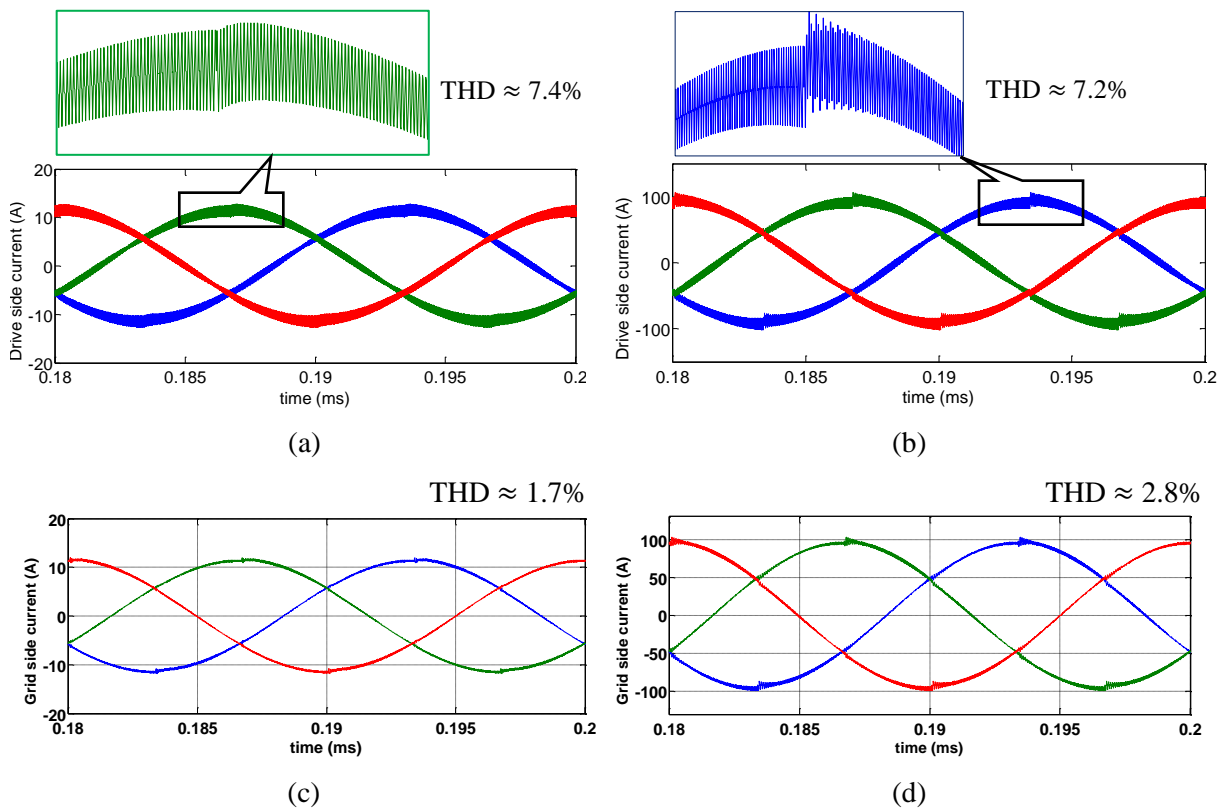 THD ≈ 7.4%
Drive side current (A)
20
10
0
-10
-20
0.18 0.185 0.19 0.195 0.2
time (ms)
(a)
THD ≈ 7.2%
Drive side current (A)
100
50
0
-50
-100
0.18 0.185 0.19 0.195 0.2
time (ms)
(b)
THD ≈ 1.7%
Grid side current (A)
20
10
0
-10
-20
0.18 0.185 0.19 0.195 0.2
time (ms)
(c)
THD ≈ 2.8%
Grid side current (A)
100
50
0
-50
-100
0.18 0.185 0.19 0.195 0.2
time (ms)
(d)